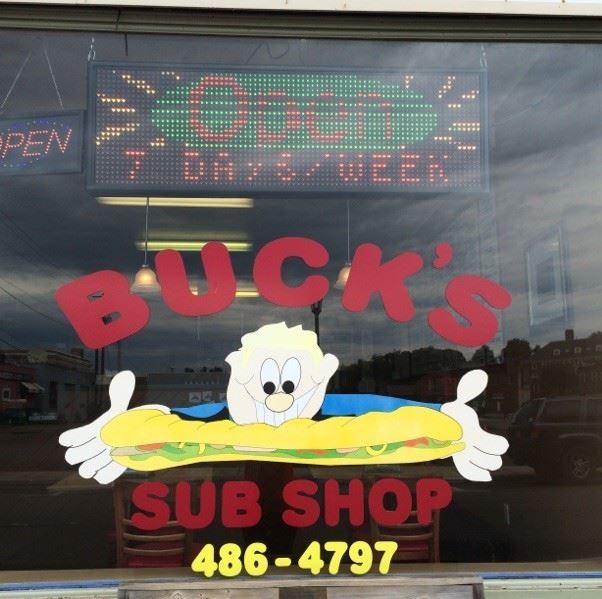 Open
7 DAYS/WEEK
OPEN
BUCK'S
SUB SHOP
486-4797